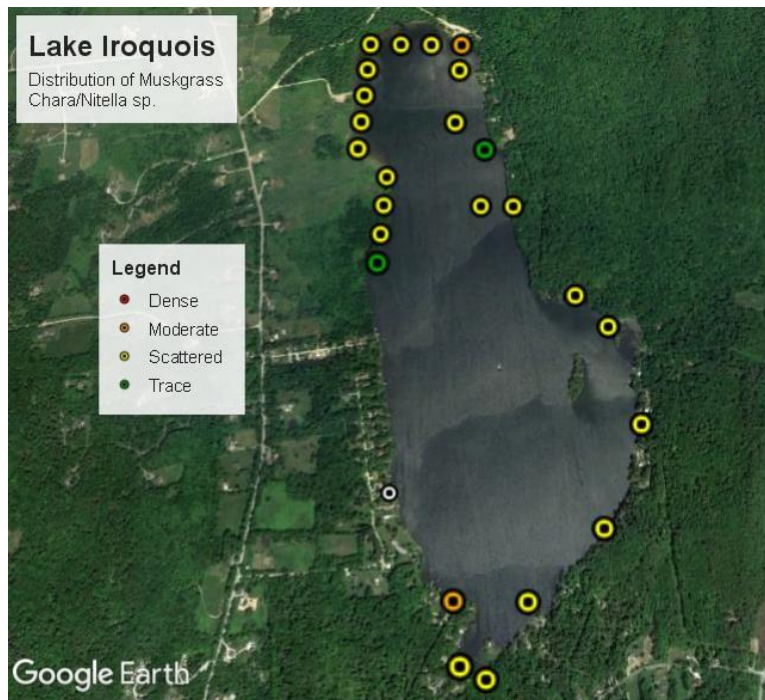 Lake Iroquois
Distribution of Muskgrass
Chara/Nitella sp.
Legend
Dense
Moderate
Scattered
Trace
Google Earth